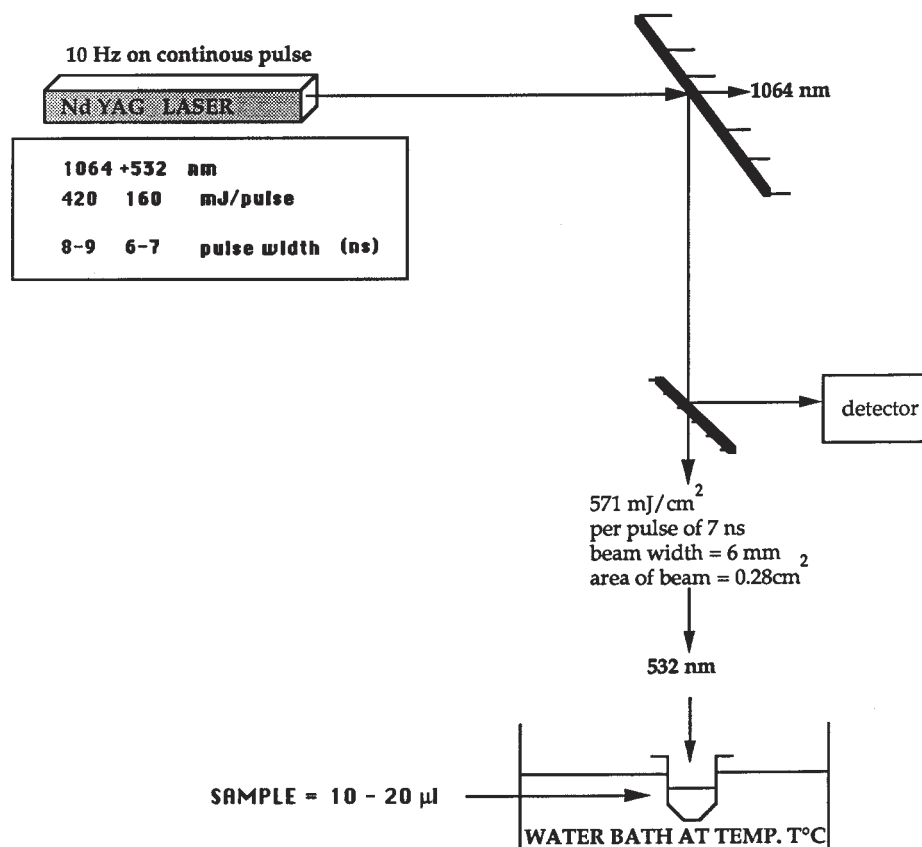 10 Hz on continous pulse
Nd YAG LASER
1064 nm
1064 +532 nm
420 160 mJ/pulse
8-9 6-7 pulse width (ns)
detector
571 mJ/cm²
per pulse of 7 ns
beam width = 6 mm
area of beam = 0.28cm²
532 nm
SAMPLE = 10 - 20 µl
WATER BATH AT TEMP. T°C